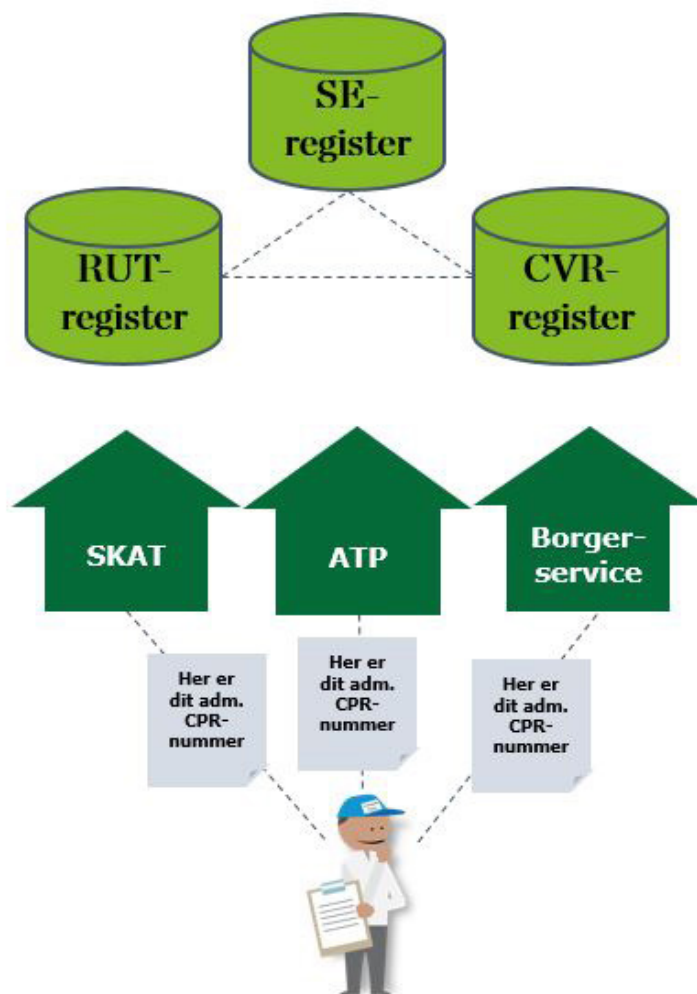 SE-
register
RUT-
register
CVR-
register
SKAT
ATP
Borger-
service
Her er
dit adm.
CPR-
nummer
Her er
dit adm.
CPR-
nummer
Her er
dit adm.
CPR-
nummer